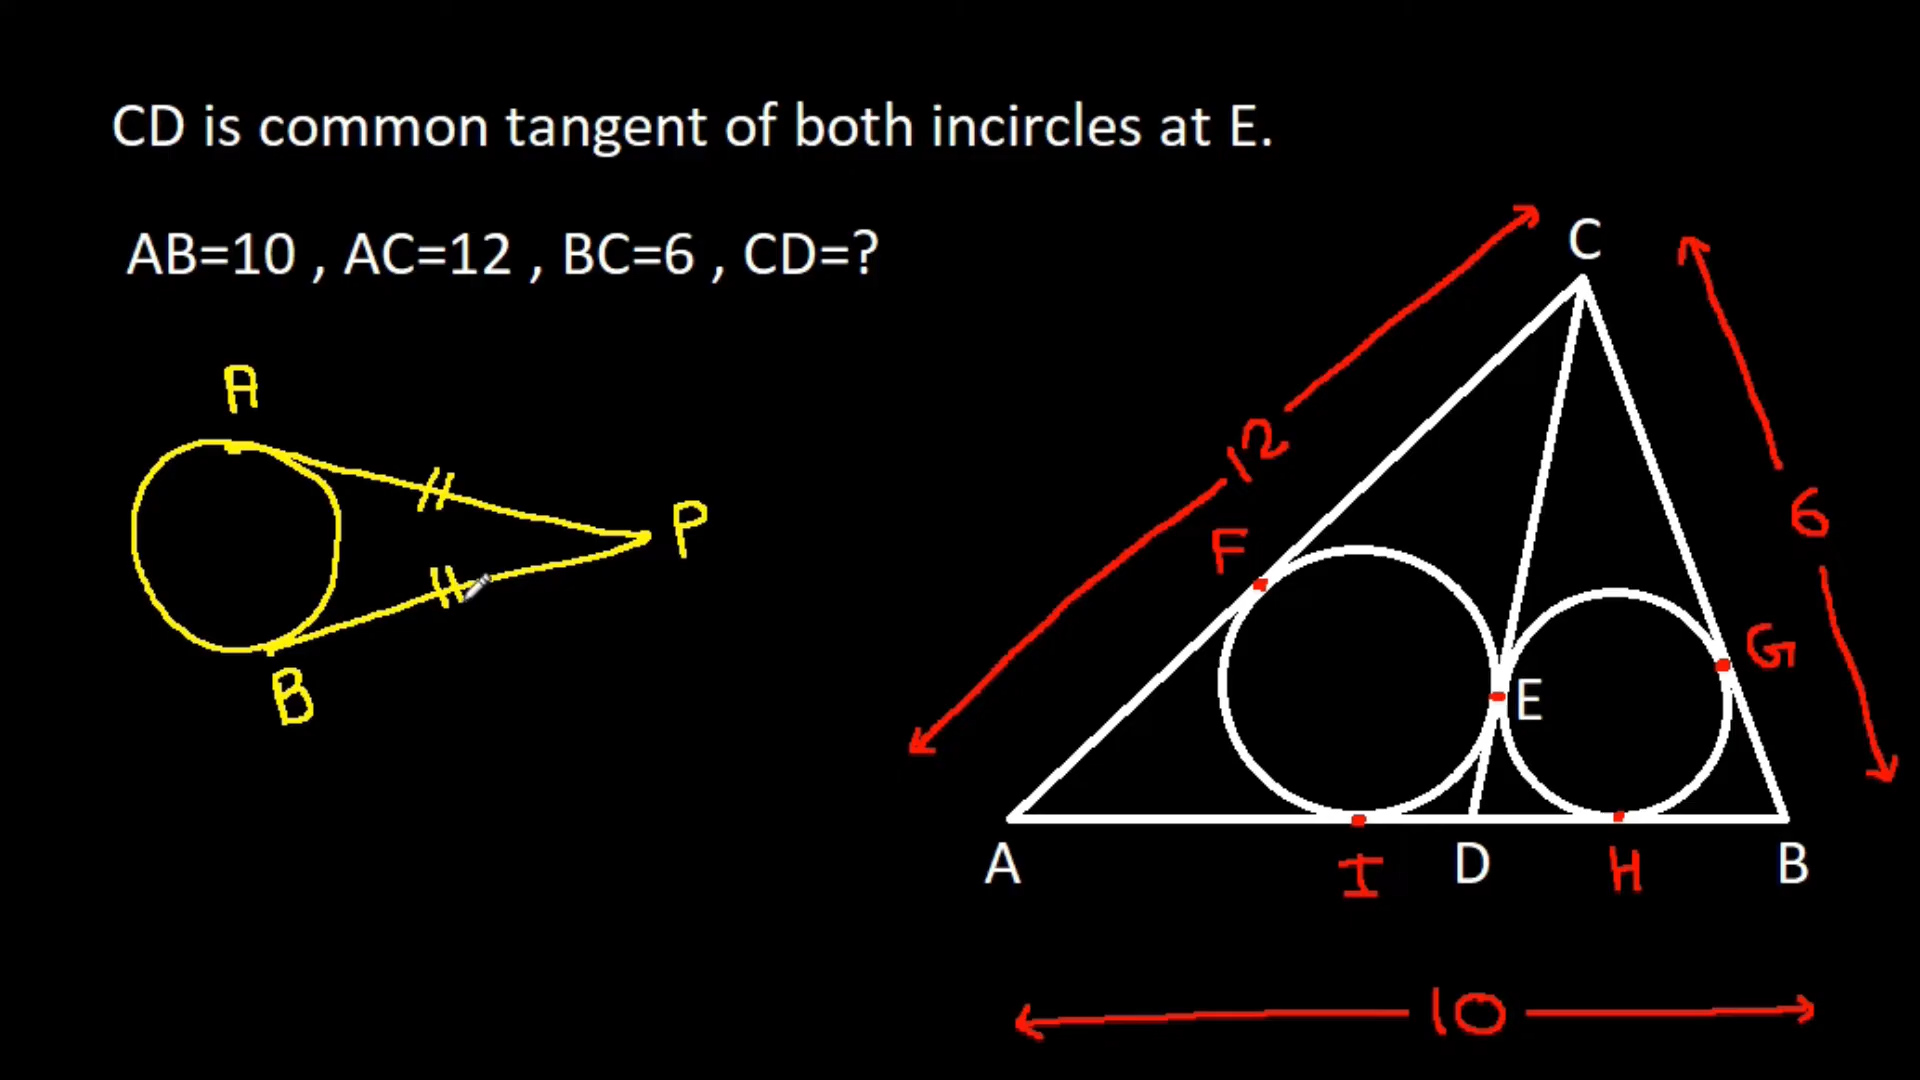 CD is common tangent of both incircles at E.
AB=10 , AC=12 , BC=6 , CD=?
A
P
B
C
12
6
F
G
E
A
I
D
H
B
10